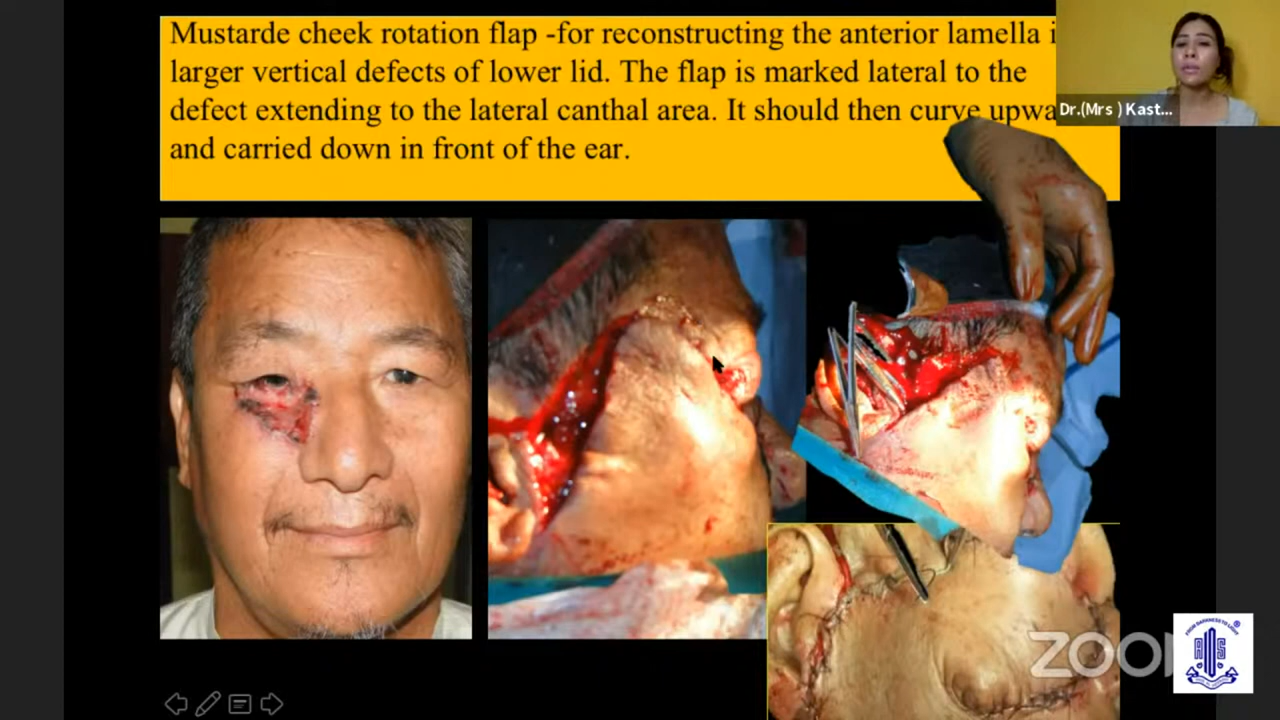 Mustarde cheek rotation flap -for reconstructing the anterior lamella i
larger vertical defects of lower lid. The flap is marked lateral to the
defect extending to the lateral canthal area. It should then curve upwa
and carried down in front of the ear.
Dr.(Mrs ) Kast...
ZOO